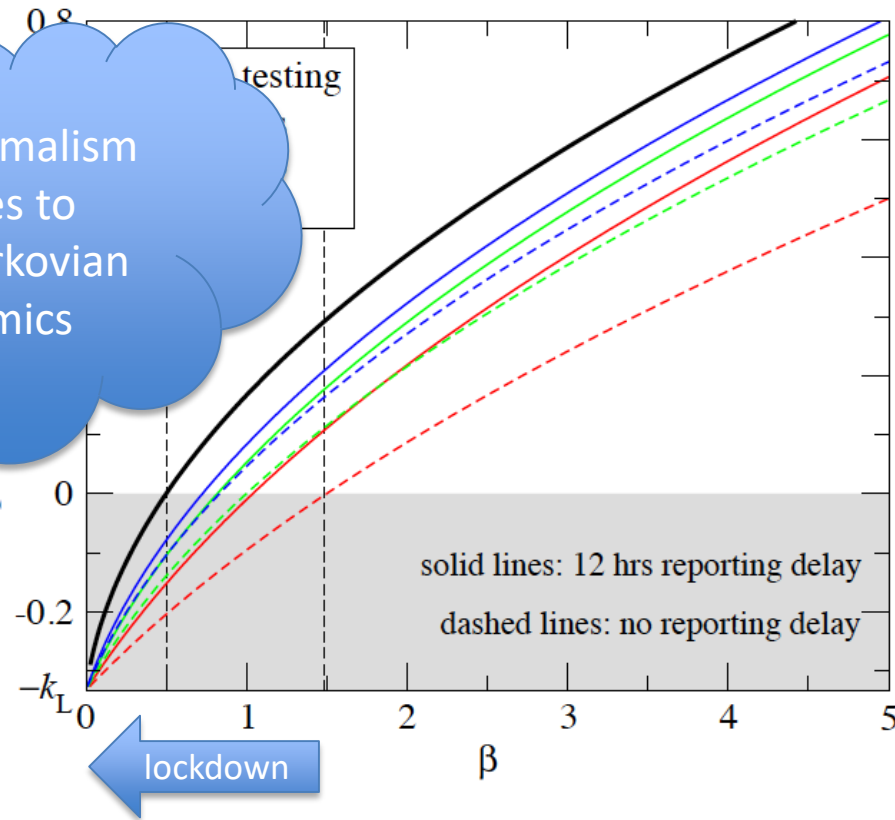 0.8
testing
malism
es to
rkovian
mics
0
solid lines: 12 hrs reporting delay
-0.2
dashed lines: no reporting delay
−kL
0 1 2 3 4 5
lockdown
β